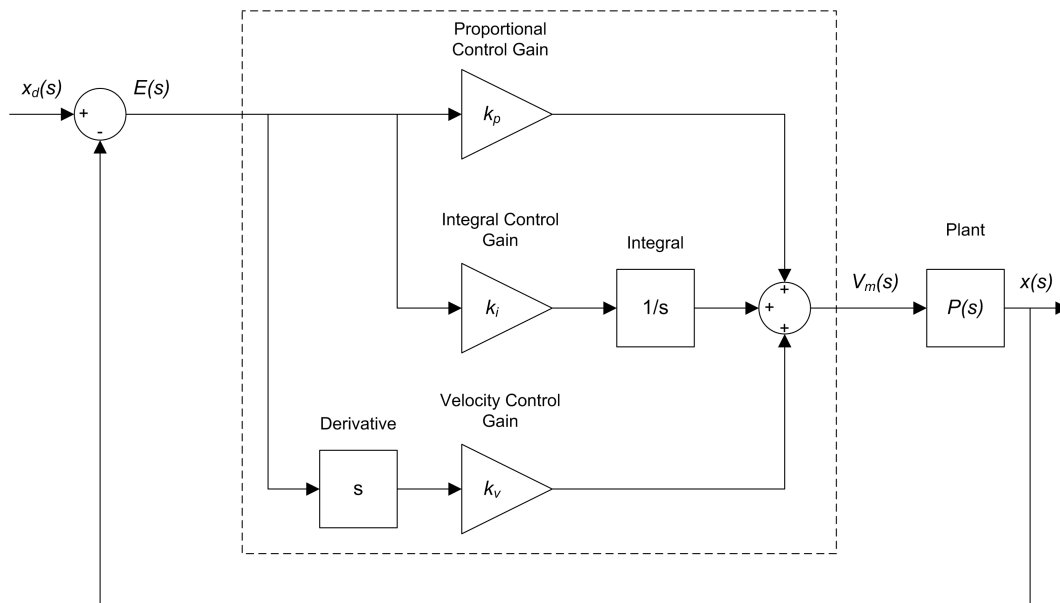 Proportional
Control Gain
x_d(s)
E(s)
+
-
k_p
Integral Control
Gain
Integral
Plant
k_i
1/s
+
+
+
V_m(s)
P(s)
x(s)
Velocity Control
Gain
Derivative
s
k_v